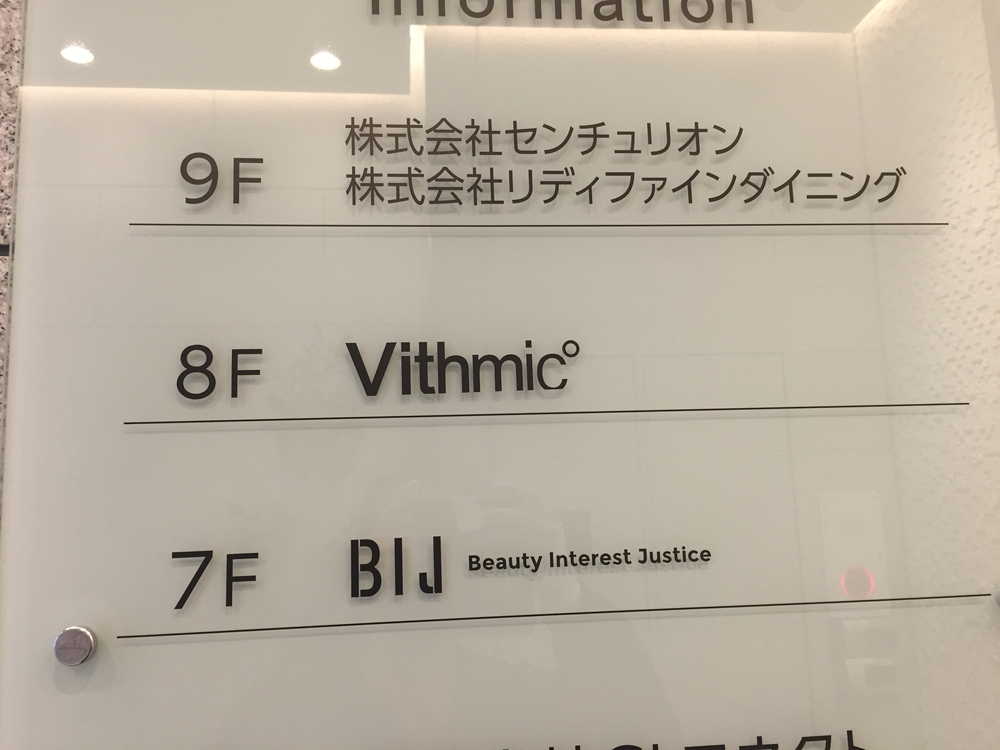 Information
9F
株式会社センチュリオン
株式会社リディファインダイニング
8F
Vithmic°
7F
BIJ Beauty Interest Justice